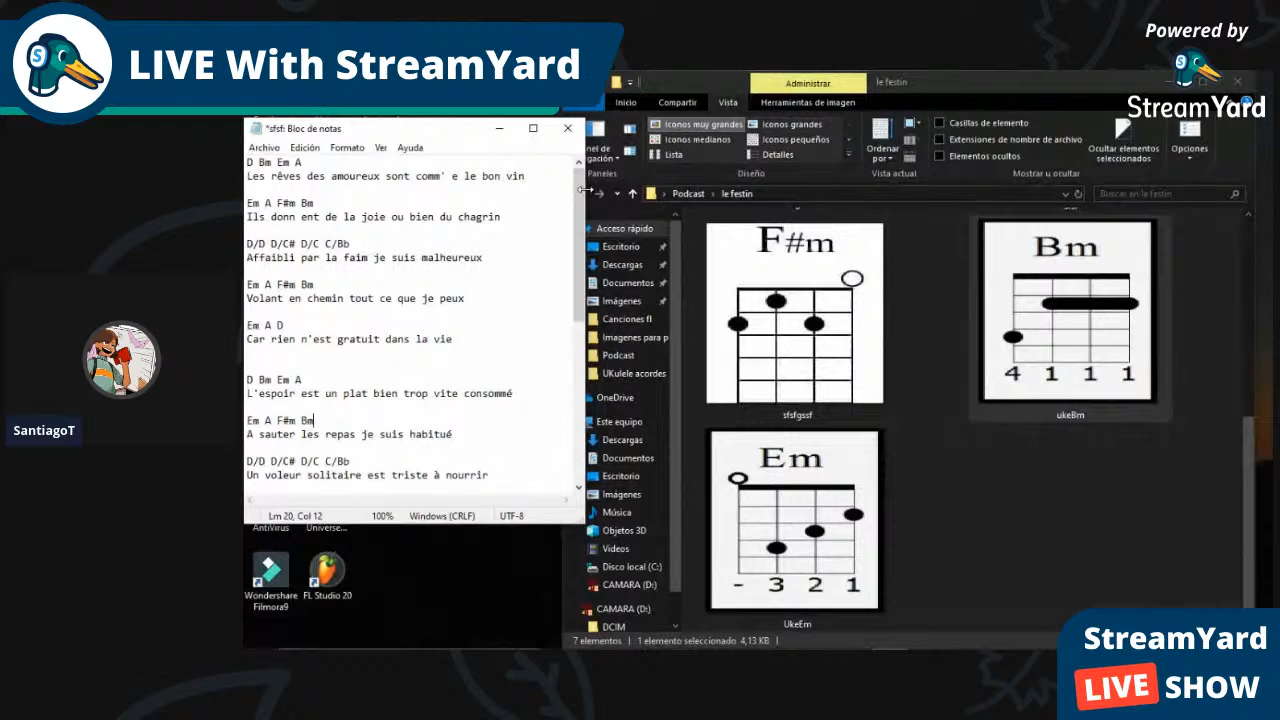 LIVE With StreamYard
Powered by
StreamYard
*sfsf: Bloc de notas
Archivo Edición Formato Ver Ayuda
D Bm Em A
Les rêves des amoureux sont comm' e le bon vin
Em A F#m Bm
Ils donn ent de la joie ou bien du chagrin
D/D D/C# D/C C/Bb
Affaibli par la faim je suis malheureux
Em A F#m Bm
Volant en chemin tout ce que je peux
Em A D
Car rien n'est gratuit dans la vie
D Bm Em A
L'espoir est un plat bien trop vite consommé
Em A F#m Bm
A sauter les repas je suis habitué
D/D D/C# D/C C/Bb
Un voleur solitaire est triste à nourrir
Lm 20, Col 12 100% Windows (CRLF) UTF-8
AntiVirus
Universe...
Wondershare
Filmora9
FL Studio 20
SantiagoT
Administrar
le festin
Inicio Compartir Vista Herramientas de imagen
Paneles
Iconos muy grandes Iconos grandes
Iconos medianos Iconos pequeños
Lista Detalles
Diseño
Ordenar
por
Vista actual
Casillas de elemento
Extensiones de nombre de archivo
Elementos ocultos
Ocultar elementos
seleccionados
Mostrar u ocultar
Opciones
Podcast le festin
Buscar en le festin
Acceso rápido
Escritorio
Descargas
Documentos
Imágenes
Canciones fl
Imagenes para p
Podcast
UKulele acordes
OneDrive
Este equipo
Descargas
Documentos
Escritorio
Imágenes
Música
Objetos 3D
Videos
Disco local (C:)
CAMARA (D:)
CAMARA (D:)
DCIM
F#m
sfsfgssf
Bm
4 1 1 1
ukeBm
Em
- 3 2 1
UkeEm
7 elementos 1 elemento seleccionado 4,13 KB
StreamYard
LIVE SHOW